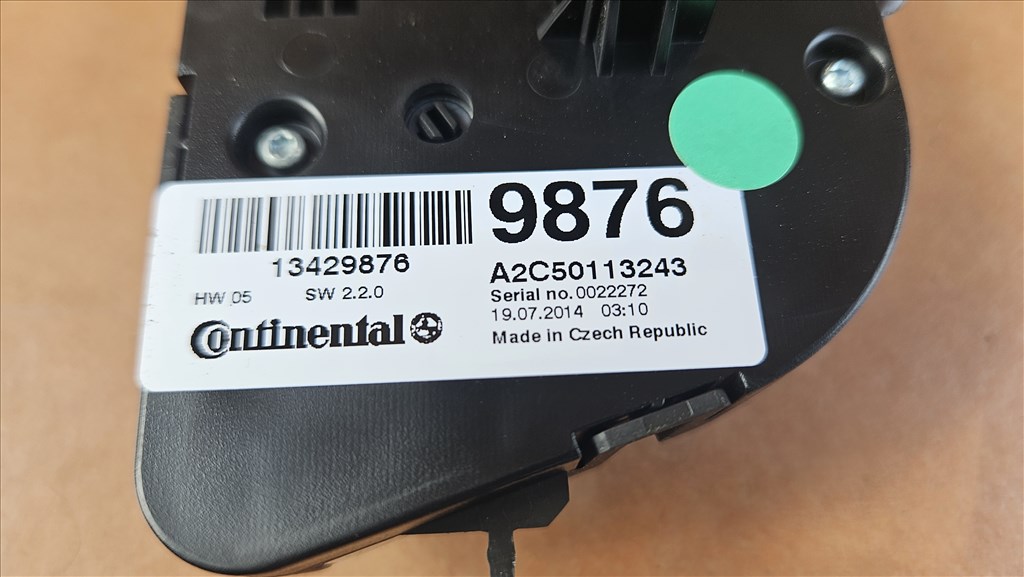 9876
13429876
A2C50113243
HW 05 SW 2.2.0
Serial no. 0022272
19.07.2014 03:10
Continental
Made in Czech Republic